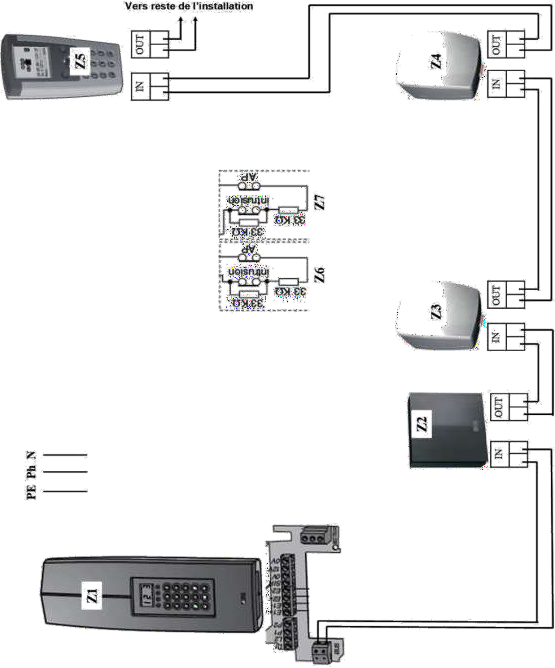 Vers reste de l'installation
OUT
IN
Z5
OUT
IN
Z4
AP
intrusion
33 KΩ
33 KΩ
Z7
AP
intrusion
33 KΩ
33 KΩ
Z6
OUT
IN
Z3
OUT
IN
Z2
PE Ph N
Z1